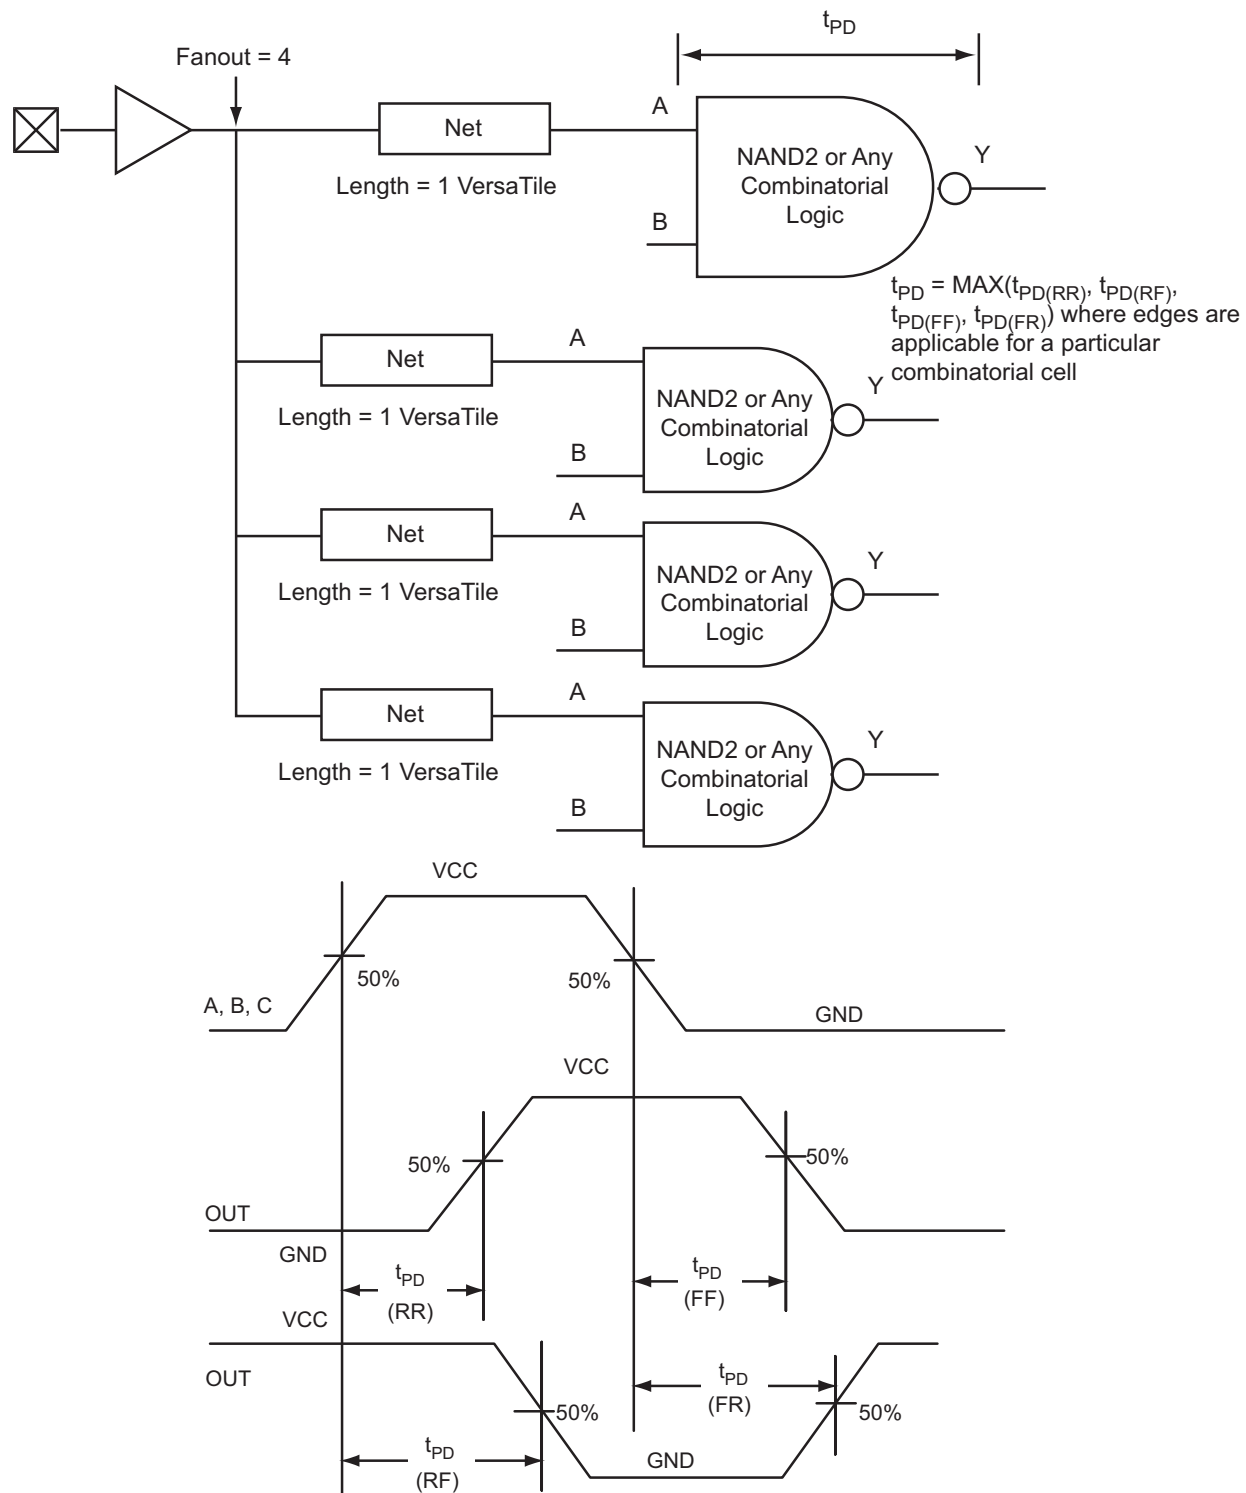 tPD
Fanout = 4
A
Net
NAND2 or Any
Combinatorial
Logic
Y
Length = 1 VersaTile
B
tPD = MAX(tPD(RR), tPD(RF),
tPD(FF), tPD(FR)) where edges are
applicable for a particular
combinatorial cell
A
Net
Y
NAND2 or Any
Combinatorial
Logic
Length = 1 VersaTile
B
A
Net
Y
NAND2 or Any
Combinatorial
Logic
Length = 1 VersaTile
B
A
Net
Y
NAND2 or Any
Combinatorial
Logic
Length = 1 VersaTile
B
VCC
50%
50%
A, B, C
GND
VCC
50%
50%
OUT
GND
tPD
(RR)
tPD
(FF)
VCC
OUT
tPD
(FR)
50%
50%
tPD
(RF)
GND